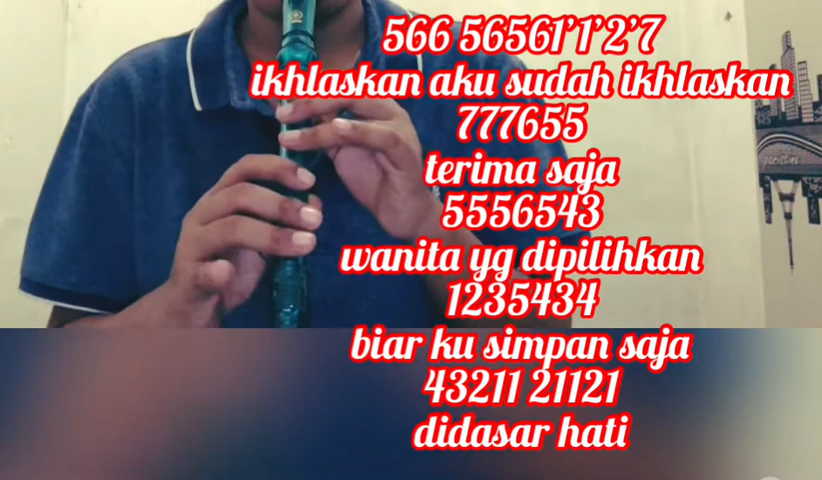 566 56561'1'2'7
ikhlaskan aku sudah ikhlaskan
777655
terima saja
5556543
wanita yg dipilihkan
1235434
biar ku simpan saja
43211 21121
didasar hati